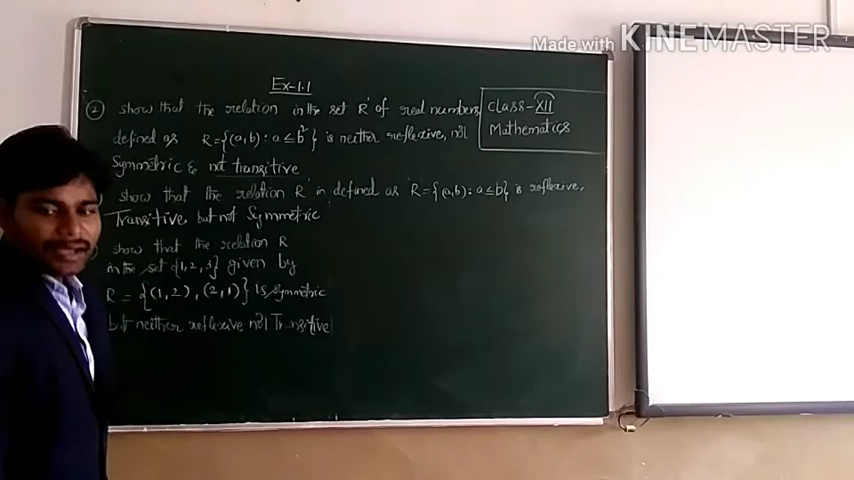 Made with KINEMASTER
Ex-1.1
② show that the relation in the set R of real numbers
defined as R={(a,b): a≤b²} is neither reflexive, nor
Symmetric & not transitive
show that the relation R in defined as R={(a,b): a≤b} is reflexive,
Transitive but not Symmetric
show that the relation R
in the set {1,2,3} given by
R = {(1,2), (2,1)} is symmetric
but neither reflexive nor Transitive
Class-XII
Mathematics